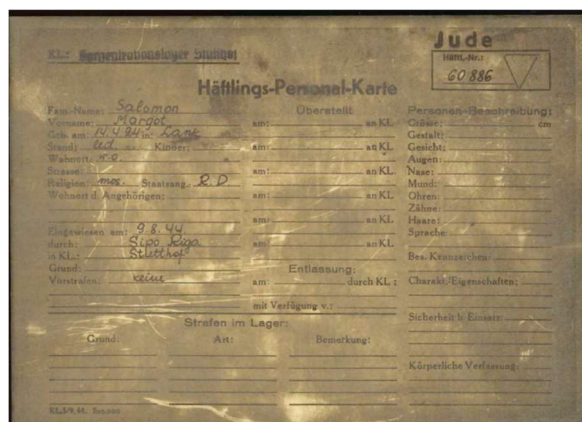 Jude
KL.: Konzentrationslager Stutthof
Häftl.-Nr.:
60 886
Häftlings-Personal-Karte
Fam.-Name: Salomon
Vorname: Margot
Geb. am: 14.4.24 in:
Stand: led. Kinder:
Wohnort: w.o.
Strasse:
Religion: mos. Staatsang. R.D.
Wohnort d. Angehörigen:
Eingewiesen am: 9.8.44
durch: Sipo Riga
in KL.: Stutthof
Grund:
Vorstrafen: keine
Überstellt
am: an KL.
am: an KL.
am: an KL.
am: an KL.
am: an KL.
am: an KL.
Entlassung:
am: durch KL.:
mit Verfügung v.:
Personen-Beschreibung:
Grösse: cm
Gestalt:
Gesicht:
Augen:
Nase:
Mund:
Ohren:
Zähne:
Haare:
Sprache:
Bes. Kennzeichen:
Charakt.-Eigenschaften:
Sicherheit b. Einsatz:
Körperliche Verfassung:
Strafen im Lager:
Grund: Art: Bemerkung: